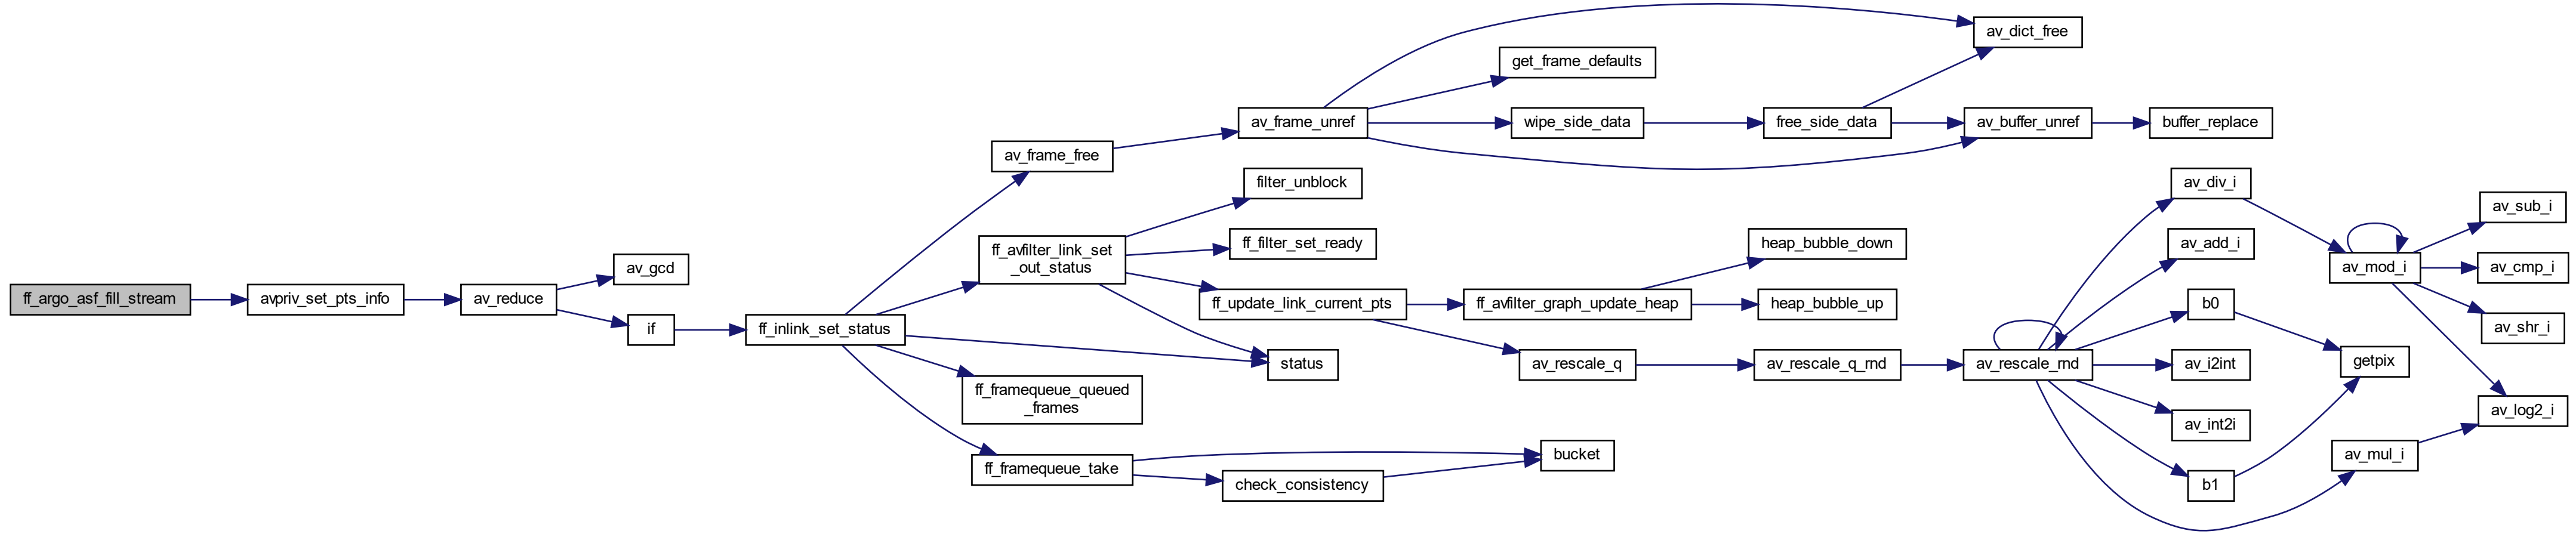 ff_argo_asf_fill_stream
avpriv_set_pts_info
av_reduce
av_gcd
if
ff_inlink_set_status
av_frame_free
ff_avfilter_link_set
_out_status
ff_framequeue_queued
_frames
ff_framequeue_take
av_frame_unref
filter_unblock
ff_filter_set_ready
ff_update_link_current_pts
status
check_consistency
get_frame_defaults
wipe_side_data
ff_avfilter_graph_update_heap
av_rescale_q
bucket
free_side_data
heap_bubble_down
heap_bubble_up
av_rescale_q_rnd
av_dict_free
av_buffer_unref
av_rescale_rnd
buffer_replace
av_div_i
av_add_i
b0
av_i2int
av_int2i
b1
av_mod_i
getpix
av_mul_i
av_sub_i
av_cmp_i
av_shr_i
av_log2_i